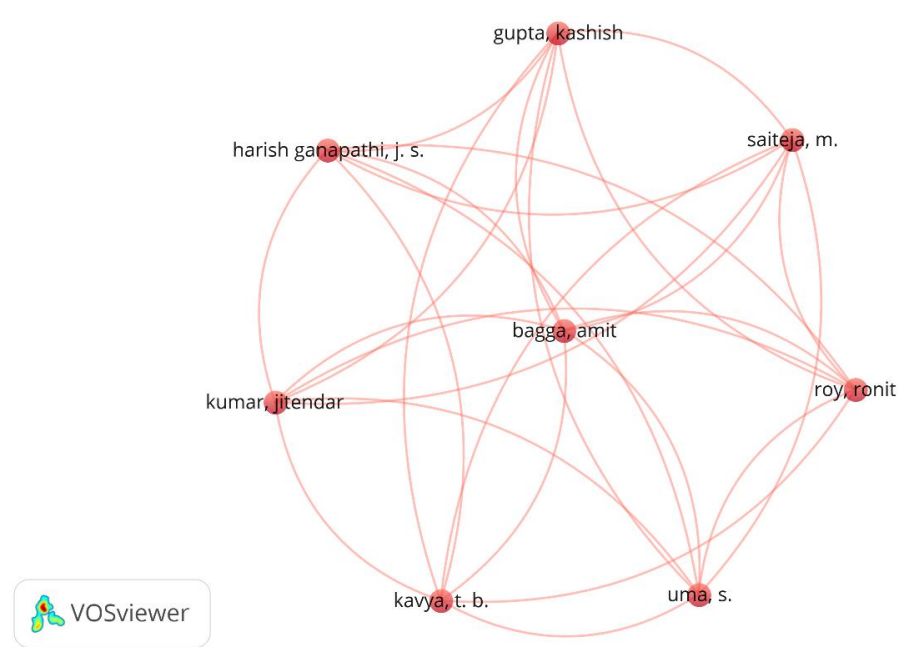 gupta, kashish
saiteja, m.
harish ganapathi, j. s.
bagga, amit
roy, ronit
kumar, jitendar
uma, s.
kavya, t. b.
VOSviewer